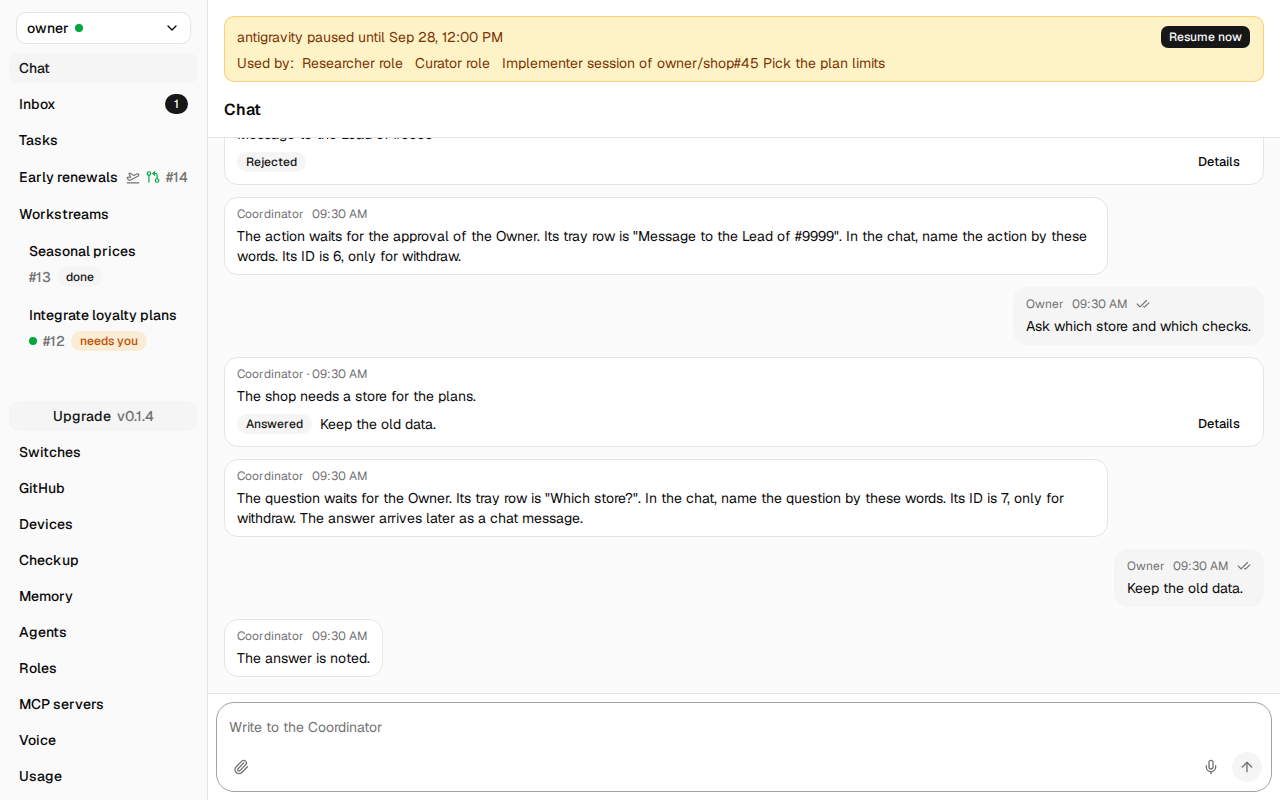 owner
Chat
Inbox
1
Tasks
Early renewals #14
Workstreams
Seasonal prices
#13 done
Integrate loyalty plans
#12 needs you
Upgrade v0.1.4
Switches
GitHub
Devices
Checkup
Memory
Agents
Roles
MCP servers
Voice
Usage
antigravity paused until Sep 28, 12:00 PM
Resume now
Used by: Researcher role Curator role Implementer session of owner/shop#45 Pick the plan limits
Chat
Rejected
Details
Coordinator 09:30 AM
The action waits for the approval of the Owner. Its tray row is "Message to the Lead of #9999". In the chat, name the action by these
words. Its ID is 6, only for withdraw.
Owner 09:30 AM
Ask which store and which checks.
Coordinator · 09:30 AM
The shop needs a store for the plans.
Answered Keep the old data.
Details
Coordinator 09:30 AM
The question waits for the Owner. Its tray row is "Which store?". In the chat, name the question by these words. Its ID is 7, only for
withdraw. The answer arrives later as a chat message.
Owner 09:30 AM
Keep the old data.
Coordinator 09:30 AM
The answer is noted.
Write to the Coordinator